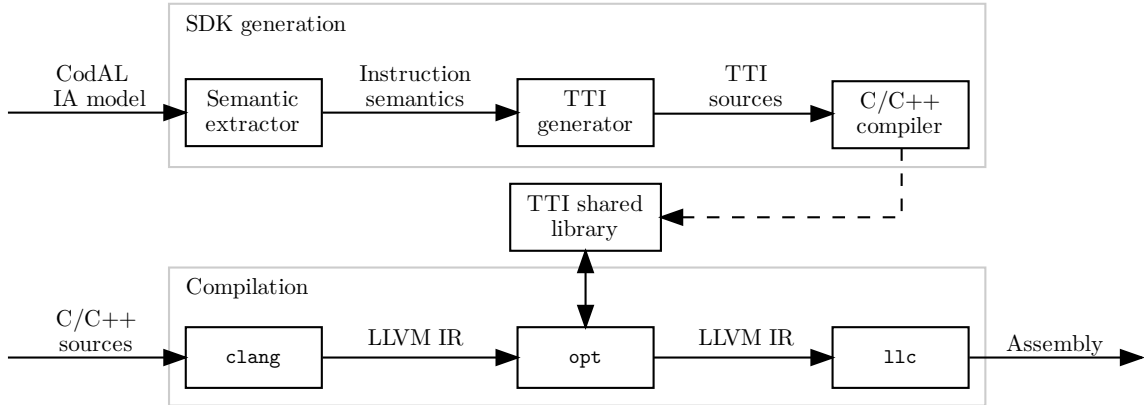 SDK generation
CodAL
IA model
Semantic
extractor
Instruction
semantics
TTI
generator
TTI
sources
C/C++
compiler
TTI shared
library
Compilation
C/C++
sources
clang
LLVM IR
opt
LLVM IR
llc
Assembly